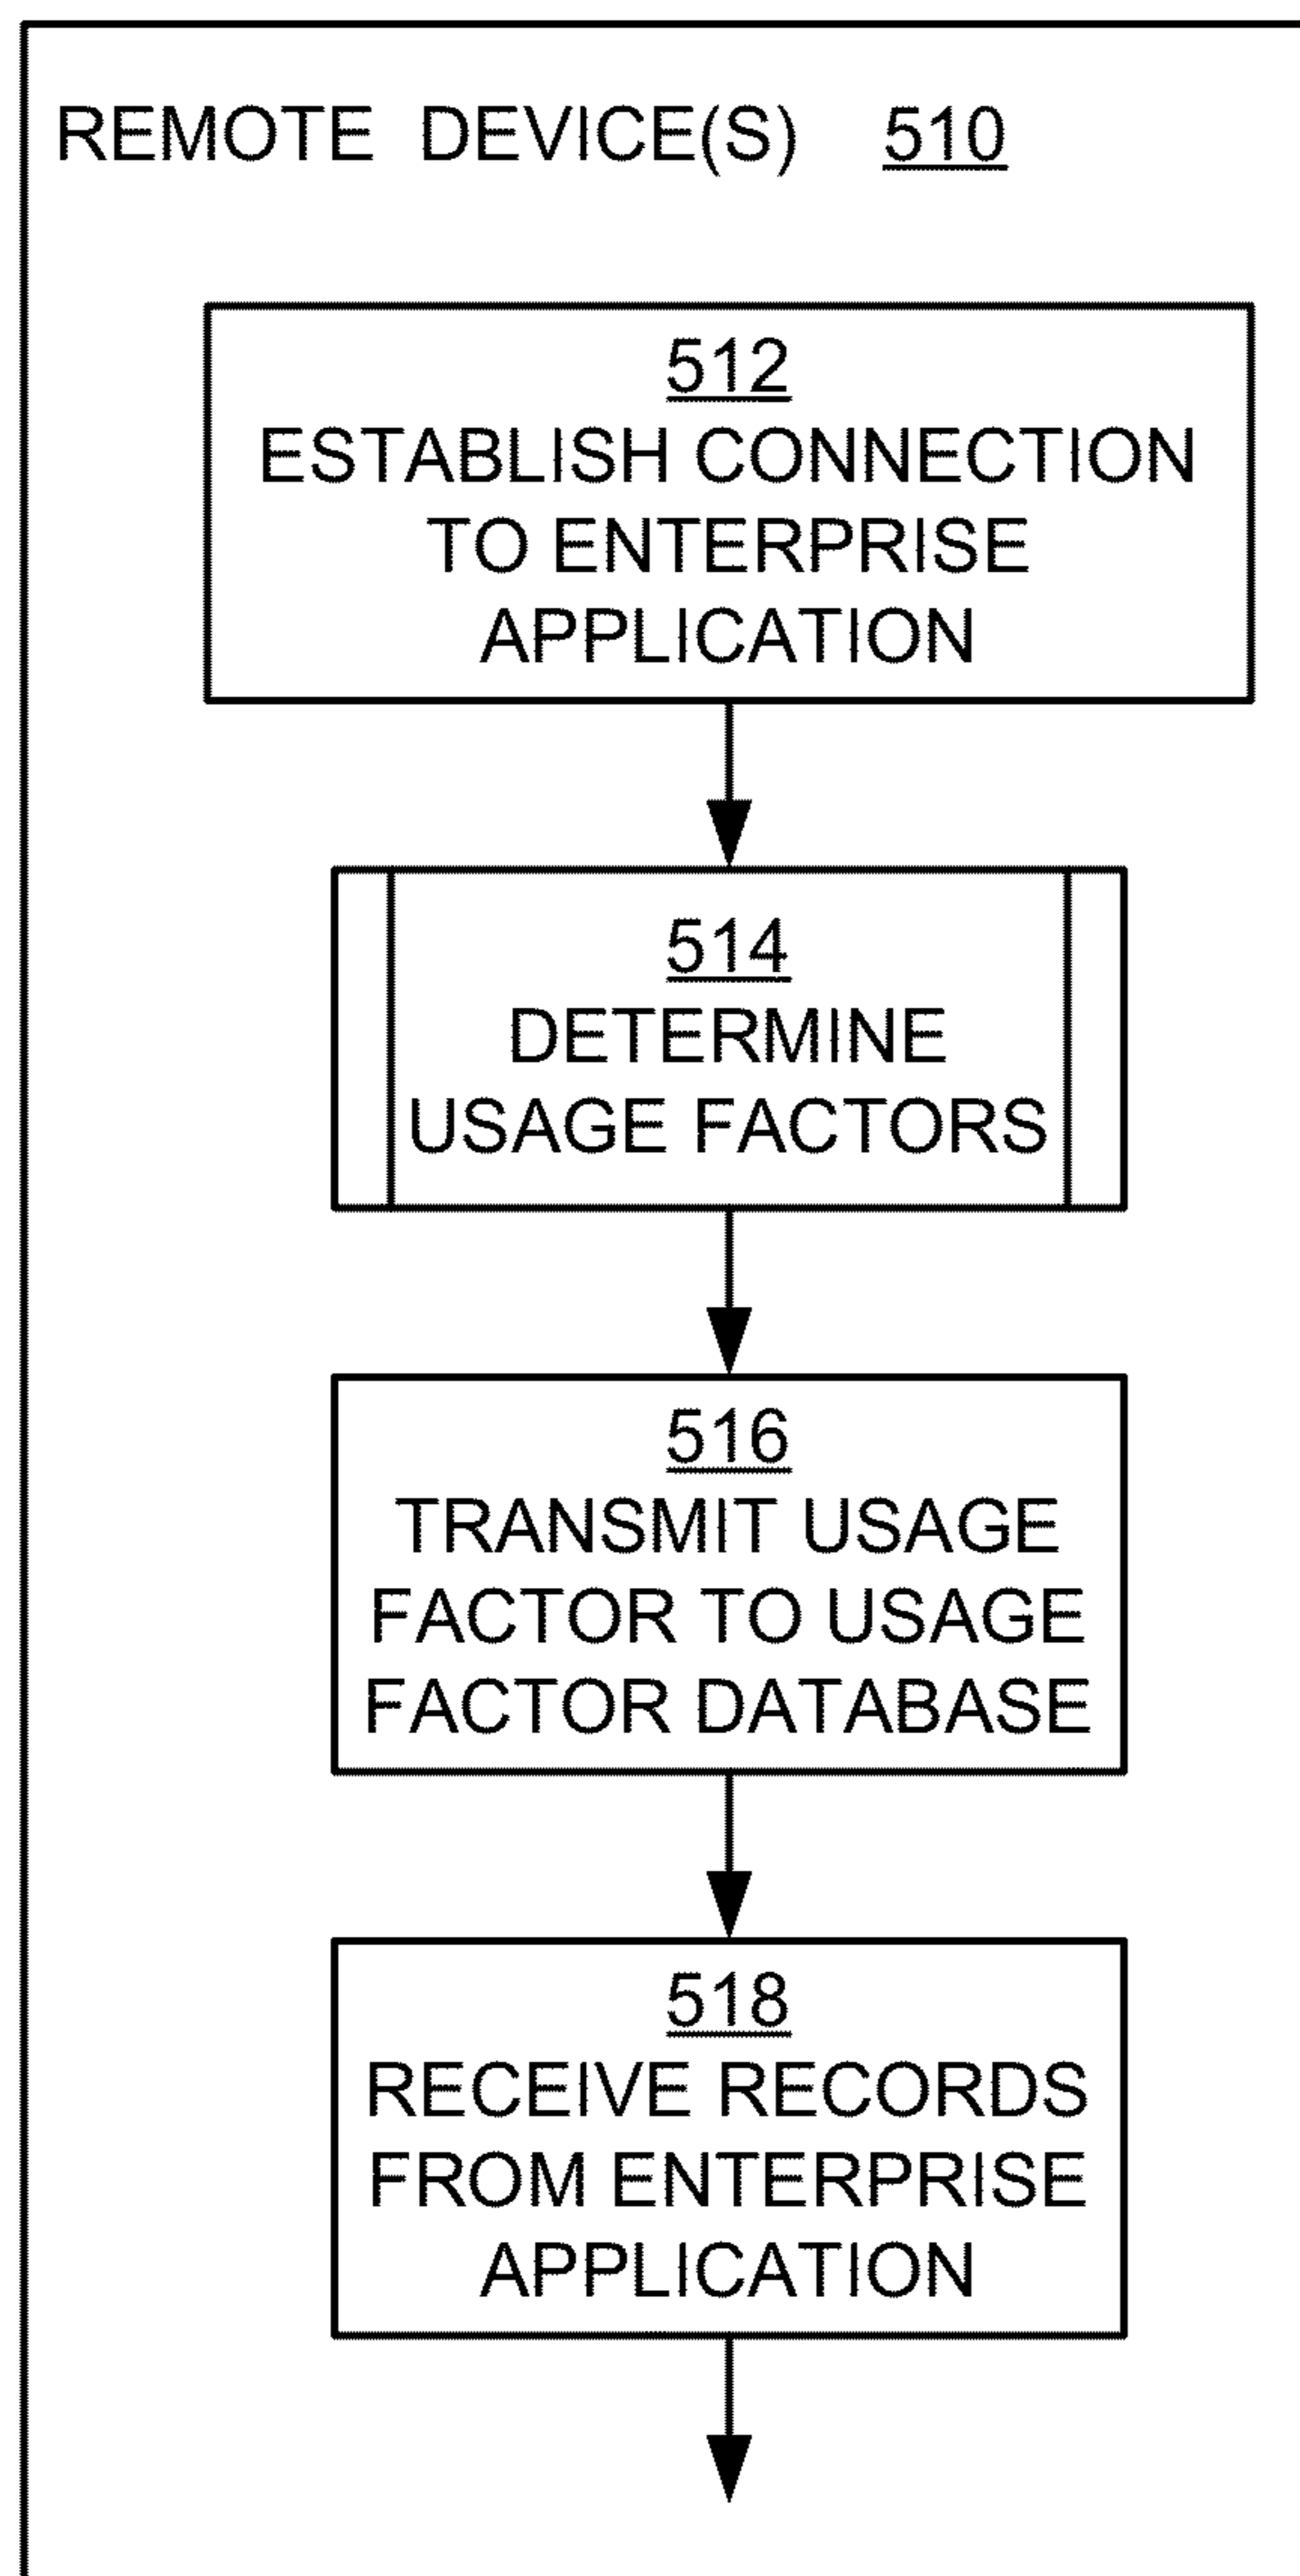 REMOTE DEVICE(S) 510
512
ESTABLISH CONNECTION
TO ENTERPRISE
APPLICATION
514
DETERMINE
USAGE FACTORS
516
TRANSMIT USAGE
FACTOR TO USAGE
FACTOR DATABASE
518
RECEIVE RECORDS
FROM ENTERPRISE
APPLICATION